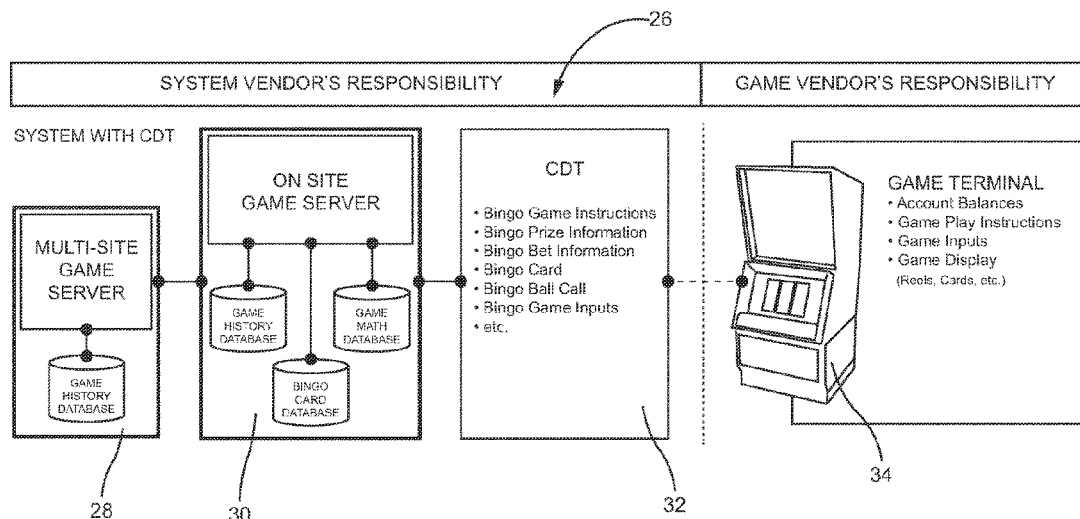 26
SYSTEM VENDOR'S RESPONSIBILITY
GAME VENDOR'S RESPONSIBILITY
SYSTEM WITH CDT
MULTI-SITE
GAME
SERVER
GAME
HISTORY
DATABASE
28
ON SITE
GAME SERVER
GAME
HISTORY
DATABASE
GAME
MATH
DATABASE
BINGO
CARD
DATABASE
30
CDT
• Bingo Game Instructions
• Bingo Prize Information
• Bingo Bet Information
• Bingo Card
• Bingo Ball Call
• Bingo Game Inputs
• etc.
32
GAME TERMINAL
• Account Balances
• Game Play Instructions
• Game Inputs
• Game Display
(Reels, Cards, etc.)
34